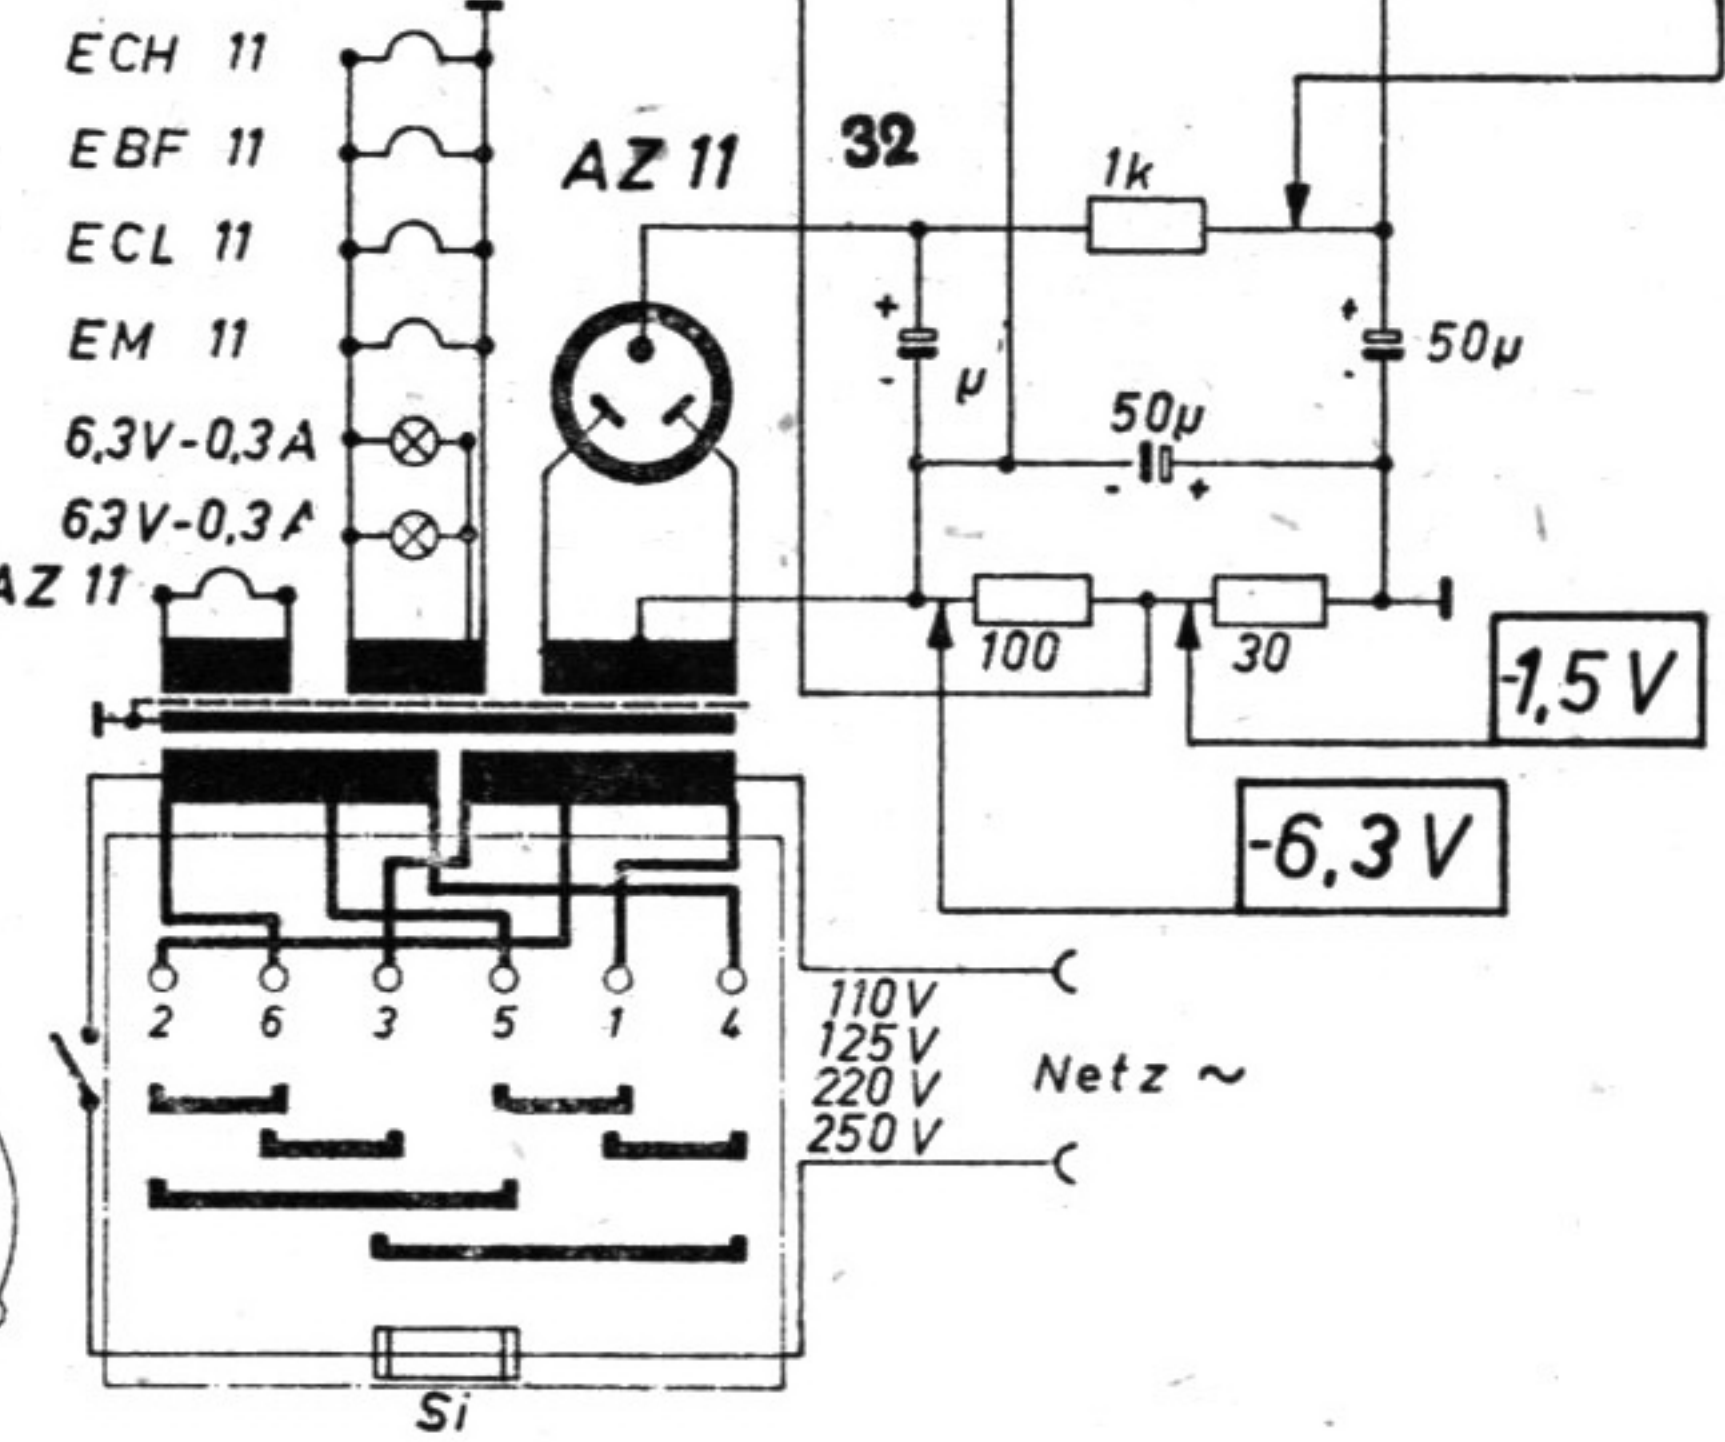 ECH 11
EBF 11
AZ 11
32
1k
ECL 11
EM 11
+
-
µ
+
-
50µ
50µ
- +
6,3V-0,3A
6,3V-0,3A
AZ 11
100
30
-1,5 V
-6,3 V
2 6 3 5 1 4
110V
125V
220V
250V
Netz ~
Si